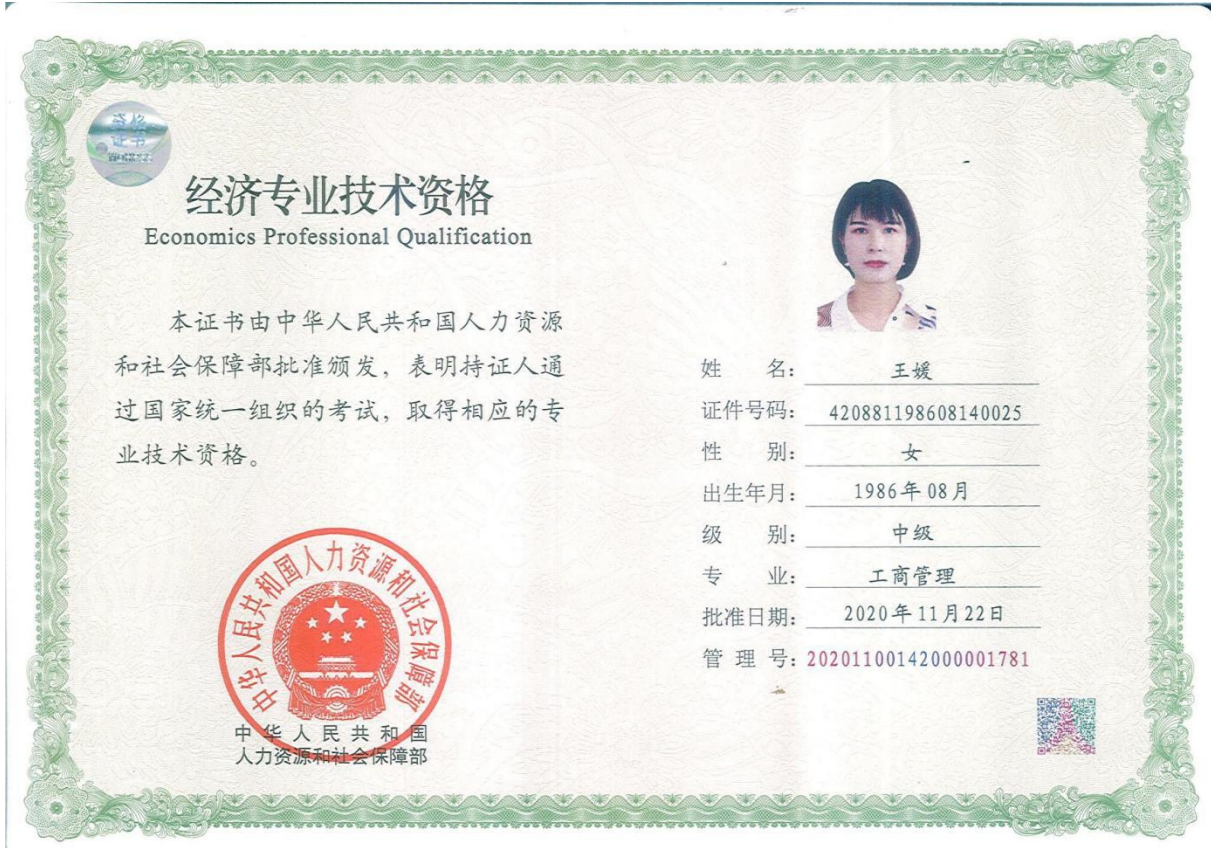 资格
证书
经济专业技术资格
Economics Professional Qualification
本证书由中华人民共和国人力资源
和社会保障部批准颁发，表明持证人通
过国家统一组织的考试，取得相应的专
业技术资格。
中华人民共和国人力资源和社会保障部
中华人民共和国
人力资源和社会保障部
姓名：王媛
证件号码：420881198608140025
性别：女
出生年月：1986年08月
级别：中级
专业：工商管理
批准日期：2020年11月22日
管理号：20201100142000001781